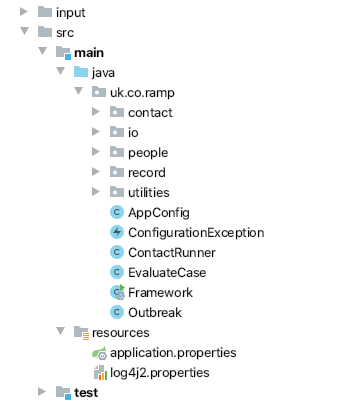 input
src
main
java
uk.co.ramp
contact
io
people
record
utilities
AppConfig
ConfigurationException
ContactRunner
EvaluateCase
Framework
Outbreak
resources
application.properties
log4j2.properties
test